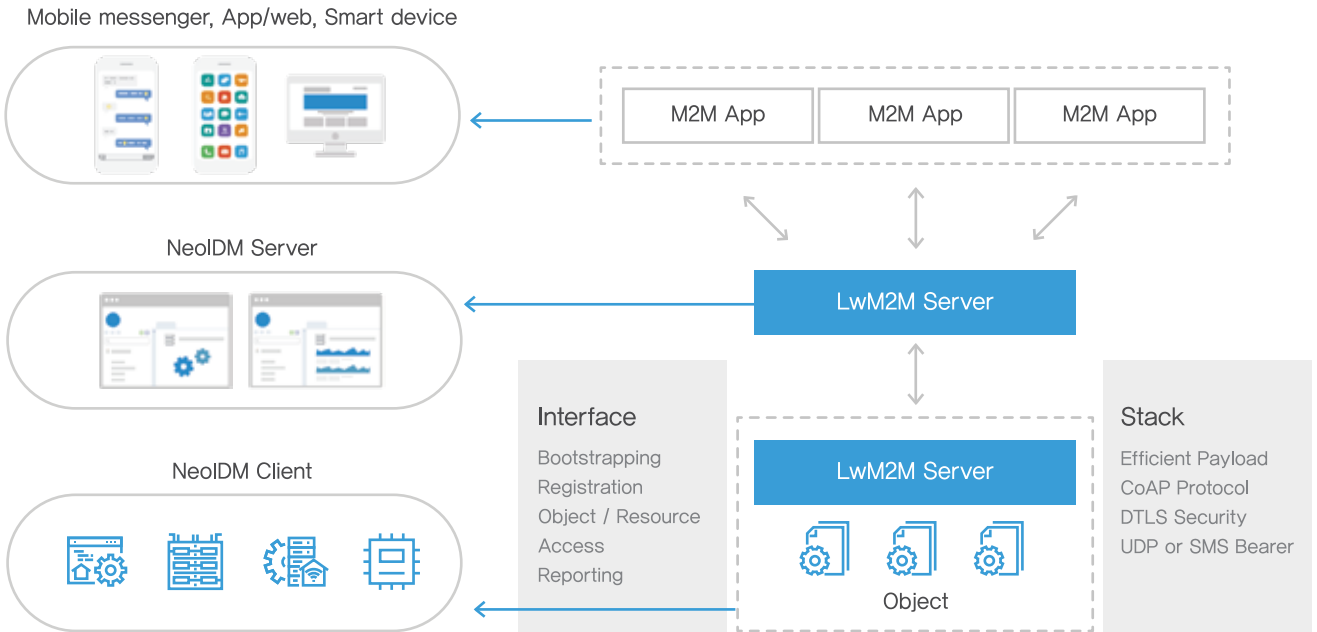 Mobile messenger, App/web, Smart device
M2M App
M2M App
M2M App
NeoIDM Server
LwM2M Server
Interface
Bootstrapping
Registration
Object / Resource
Access
Reporting
LwM2M Server
Object
Stack
Efficient Payload
CoAP Protocol
DTLS Security
UDP or SMS Bearer
NeoIDM Client